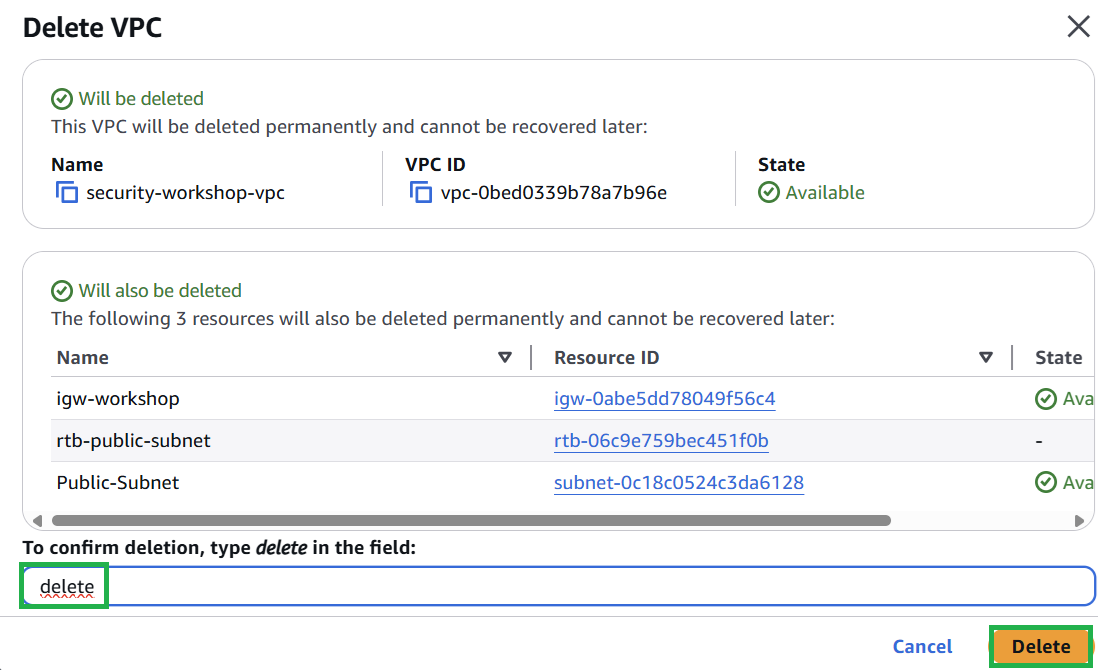 Delete VPC
Will be deleted
This VPC will be deleted permanently and cannot be recovered later:
Name VPC ID State
security-workshop-vpc vpc-0bed0339b78a7b96e Available
Will also be deleted
The following 3 resources will also be deleted permanently and cannot be recovered later:
Name Resource ID State
igw-workshop igw-0abe5dd78049f56c4 Ava
rtb-public-subnet rtb-06c9e759bec451f0b -
Public-Subnet subnet-0c18c0524c3da6128 Ava
To confirm deletion, type delete in the field:
delete
Cancel Delete